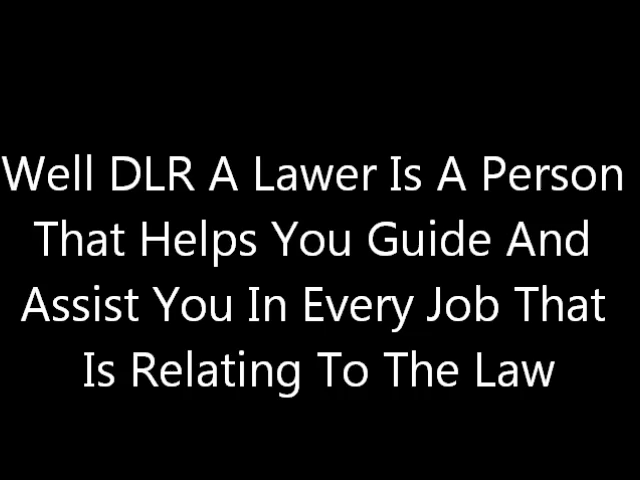 Well DLR A Lawer Is A Person
That Helps You Guide And
Assist You In Every Job That
Is Relating To The Law